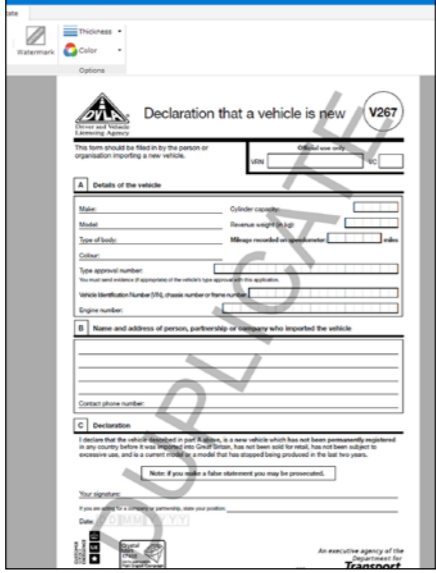 Thickness
Watermark
Color
Options
DVLA
Driver and Vehicle
Licensing Agency
Declaration that a vehicle is new
V267
This form should be filled in by the person or
organisation importing a new vehicle.
Official use only
VRN
VC
A Details of the vehicle
Make:
Cylinder capacity:
Model:
Revenue weight (in kg):
Type of body:
Mileage recorded on speedometer: miles
Colour:
Type approval number:
You must send evidence (if appropriate) of the vehicle's type approval with this application.
Vehicle Identification Number (VIN), chassis number or frame number:
Engine number:
B Name and address of person, partnership or company who imported the vehicle
Contact phone number:
C Declaration
I declare that the vehicle described in part A above, is a new vehicle which has not been permanently registered
in any country before it was imported into Great Britain, has not been sold for retail, has not been subject to
excessive use, and is a current model or a model that has stopped being produced in the last two years.
Note: if you make a false statement you may be prosecuted.
Your signature:
If you are acting for a company or partnership, state your position:
Date: D D M M Y Y Y Y
Crystal
An executive agency of the
Department for
Transport
DUPLICATE